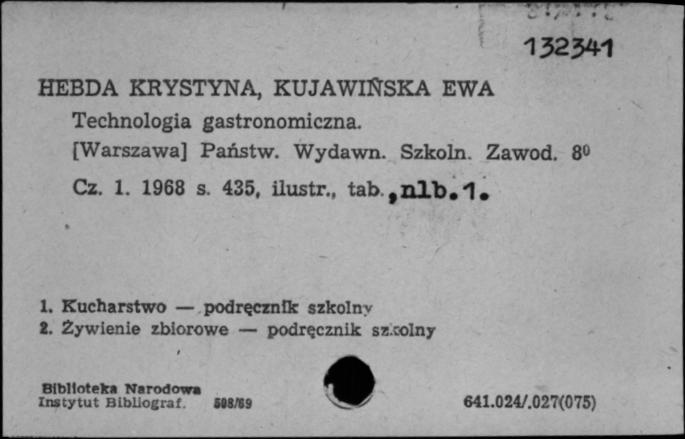 132341
HEBDA KRYSTYNA, KUJAWIŃSKA EWA
Technologia gastronomiczna.
[Warszawa] Państw. Wydawn. Szkoln. Zawod. 8⁰
Cz. 1. 1968 s. 435, ilustr., tab., nlb.1.
1. Kucharstwo — podręcznik szkolny
2. Żywienie zbiorowe — podręcznik szkolny
Biblioteka Narodowa
Instytut Bibliograf. 508/69 641.024/.027(075)